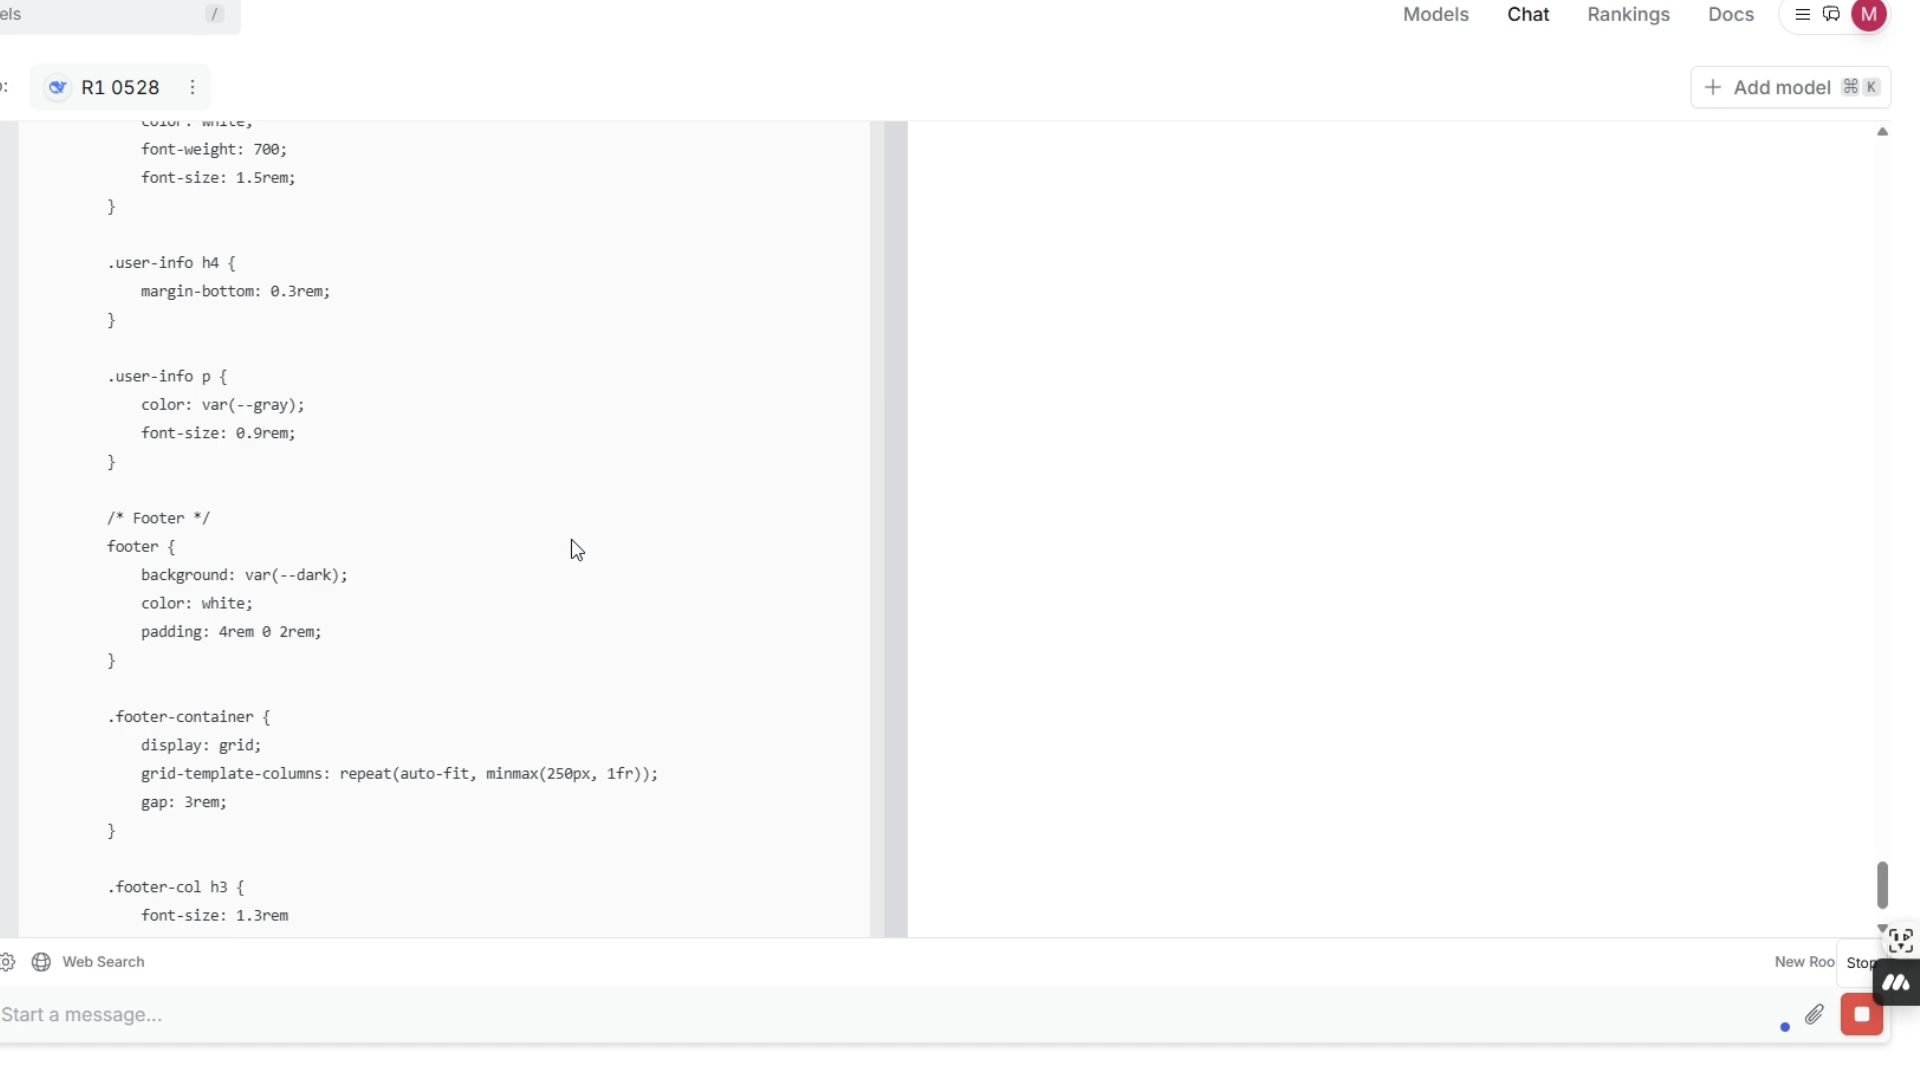 els /
Models Chat Rankings Docs M
R1 0528
Add model ⌘ K
color: white;
font-weight: 700;
font-size: 1.5rem;
}
.user-info h4 {
margin-bottom: 0.3rem;
}
.user-info p {
color: var(--gray);
font-size: 0.9rem;
}
/* Footer */
footer {
background: var(--dark);
color: white;
padding: 4rem 0 2rem;
}
.footer-container {
display: grid;
grid-template-columns: repeat(auto-fit, minmax(250px, 1fr));
gap: 3rem;
}
.footer-col h3 {
font-size: 1.3rem
Web Search
New Roo
Stop
Start a message...